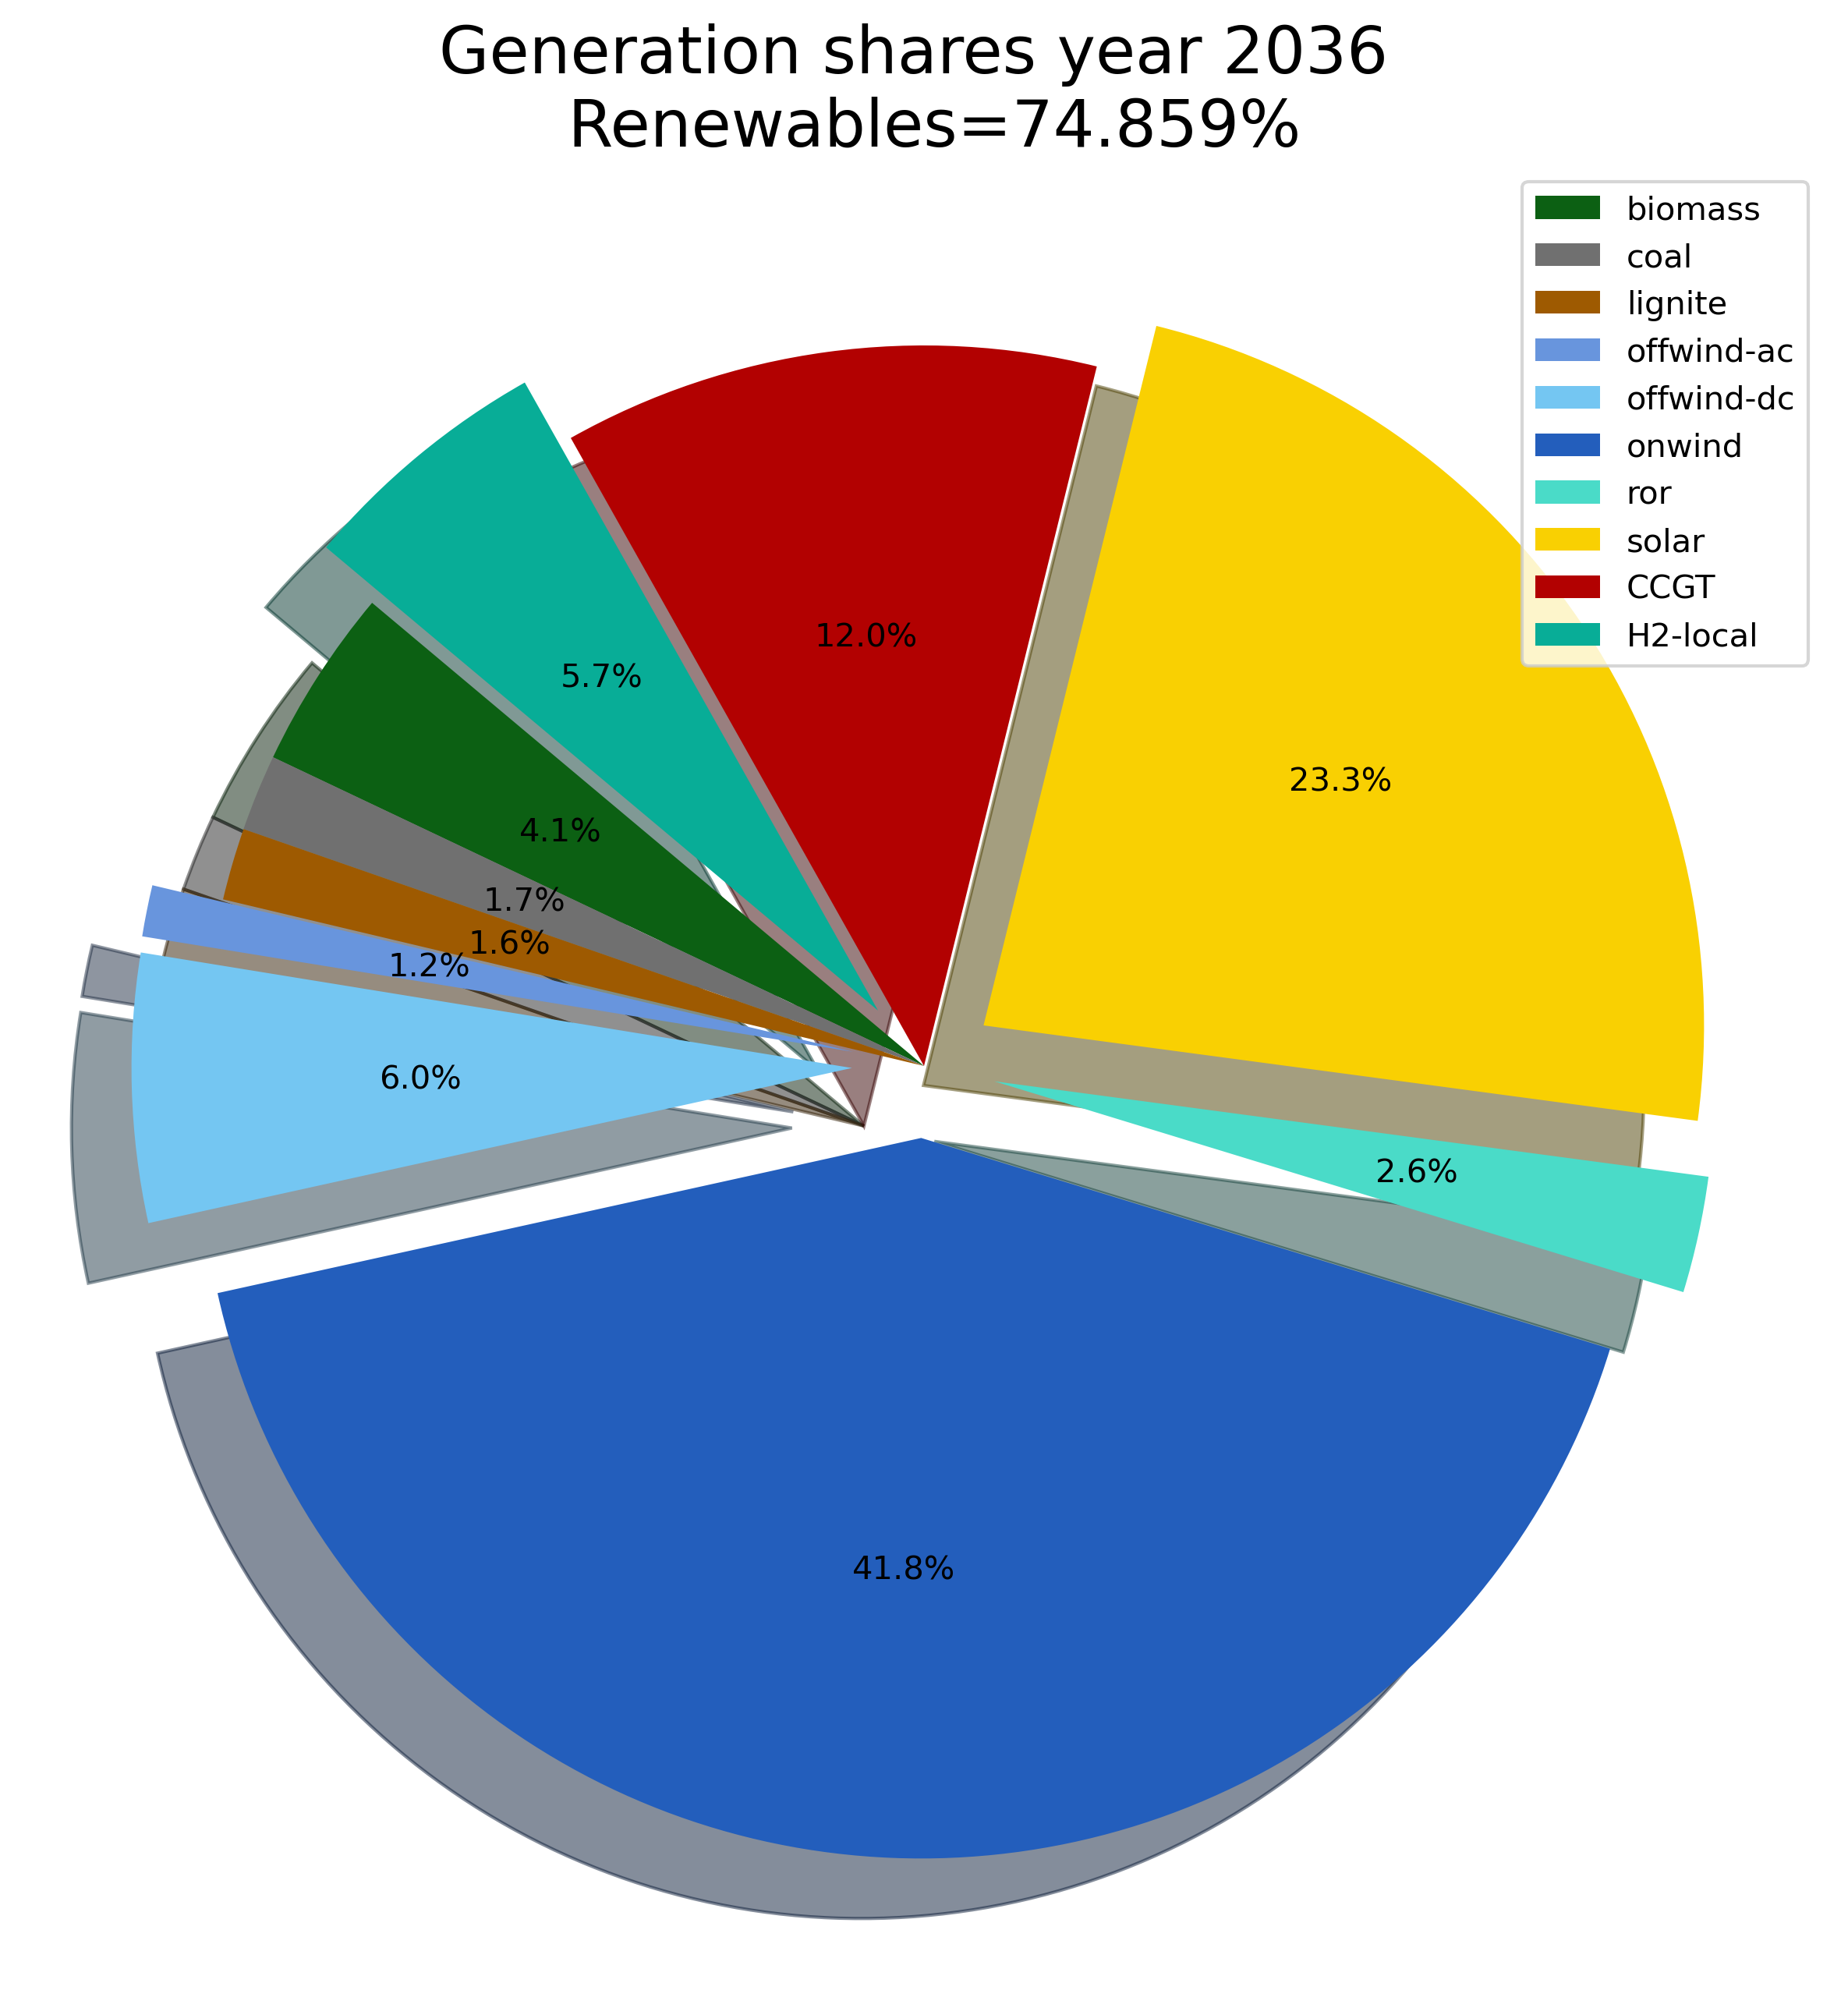 Generation shares year 2036
Renewables=74.859%
biomass
coal
lignite
offwind-ac
offwind-dc
onwind
ror
solar
CCGT
H2-local
12.0%
5.7%
23.3%
4.1%
1.7%
1.6%
1.2%
6.0%
2.6%
41.8%